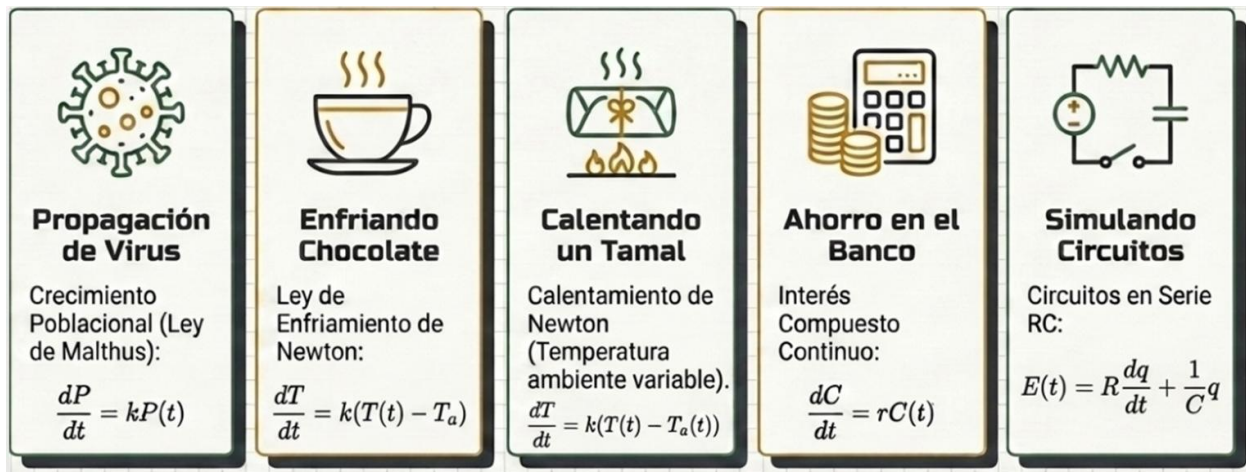 Propagación
de Virus
Crecimiento
Poblacional (Ley
de Malthus):
dP/dt = kP(t)
Enfriando
Chocolate
Ley de
Enfriamiento de
Newton:
dT/dt = k(T(t) − Tₐ)
Calentando
un Tamal
Calentamiento de
Newton
(Temperatura
ambiente variable).
dT/dt = k(T(t) − Tₐ(t))
Ahorro en el
Banco
Interés
Compuesto
Continuo:
dC/dt = rC(t)
Simulando
Circuitos
Circuitos en Serie
RC:
E(t) = R dq/dt + 1/C q